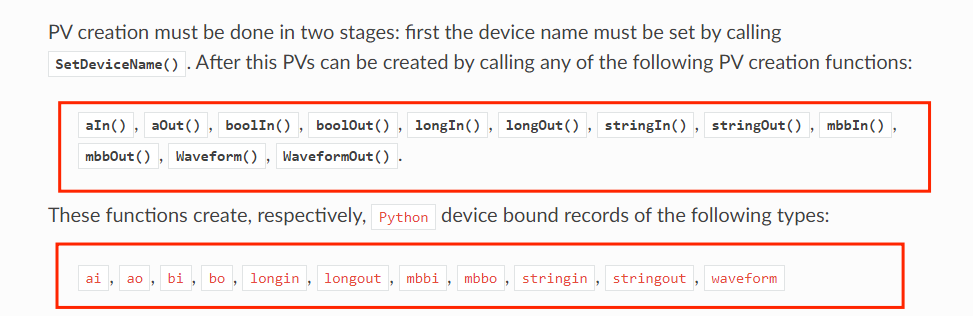 PV creation must be done in two stages: first the device name must be set by calling
SetDeviceName() . After this PVs can be created by calling any of the following PV creation functions:
aIn() , aOut() , boolIn() , boolOut() , longIn() , longOut() , stringIn() , stringOut() , mbbIn() ,
mbbOut() , Waveform() , WaveformOut() .
These functions create, respectively, Python device bound records of the following types:
ai , ao , bi , bo , longin , longout , mbbi , mbbo , stringin , stringout , waveform